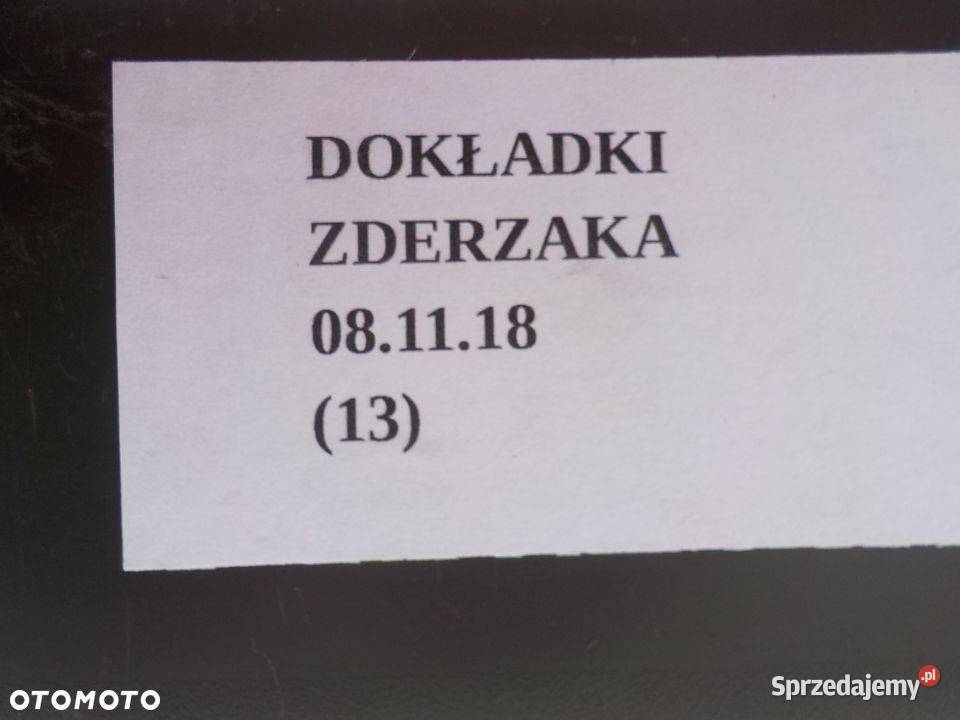 DOKŁADKI
ZDERZAKA
08.11.18
(13)
OTOMOTO
Sprzedajemy.pl